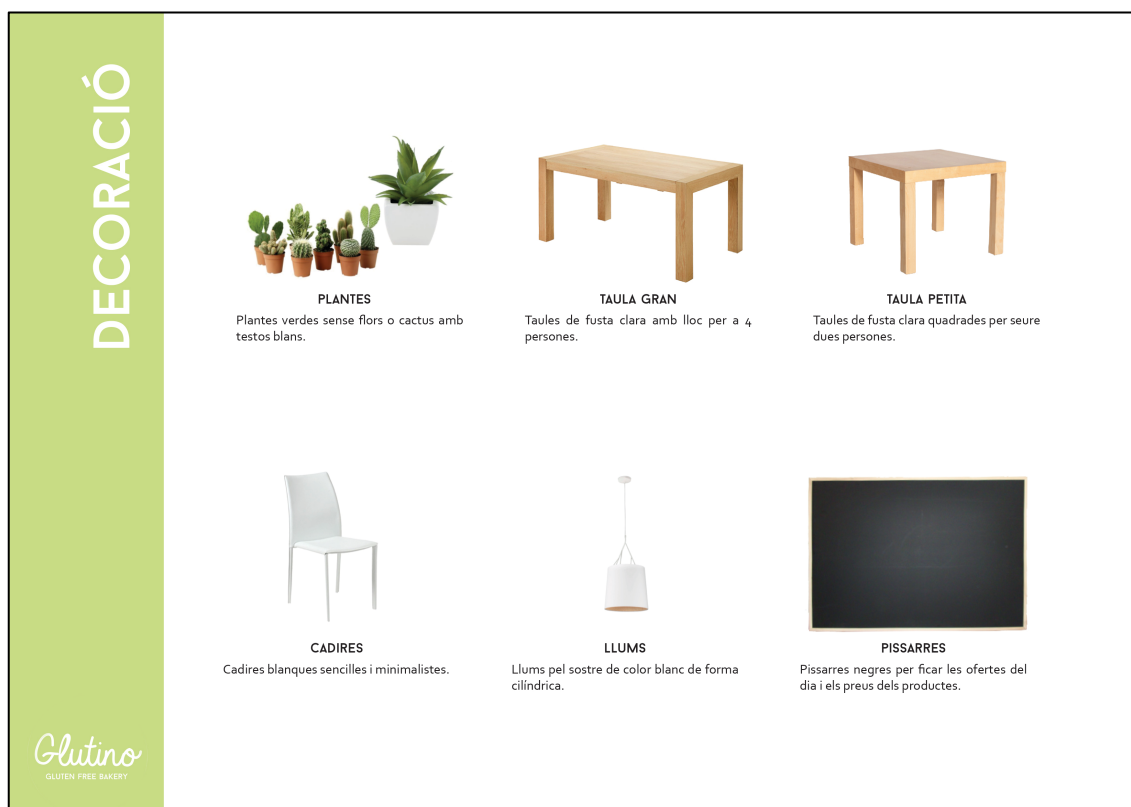 DECORACIÓ
PLANTES
Plantes verdes sense flors o cactus amb
testos blans.
TAULA GRAN
Taules de fusta clara amb lloc per a 4
persones.
TAULA PETITA
Taules de fusta clara quadrades per seure
dues persones.
CADIRES
Cadires blanques sencilles i minimalistes.
LLUMS
Llums pel sostre de color blanc de forma
cilíndrica.
PISSARRES
Pissarres negres per ficar les ofertes del
dia i els preus dels productes.
Glutino
GLUTEN FREE BAKERY